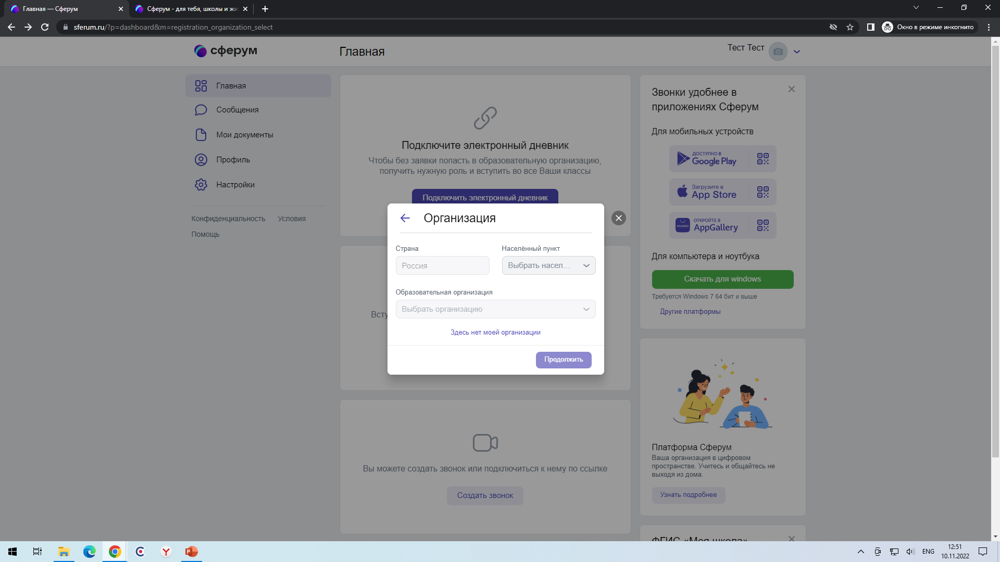 Главная — Сферум
Сферум - для тебя, школы и жи
sferum.ru/?p=dashboard&m=registration_organization_select
Окно в режиме инкогнито
сферум
Главная
Тест Тест
Главная
Сообщения
Мои документы
Профиль
Настройки
Конфиденциальность Условия
Помощь
Подключите электронный дневник
Чтобы без заявки попасть в образовательную организацию,
получить нужную роль и вступить во все Ваши классы
Подключить электронный дневник
Организация
Страна
Населённый пункт
Россия
Выбрать насел...
Образовательная организация
Выбрать организацию
Здесь нет моей организации
Продолжить
Всту
Вы можете создать звонок или подключиться к нему по ссылке
Создать звонок
Звонки удобнее в
приложениях Сферум
Для мобильных устройств
ДОСТУПНО В
Google Play
Загрузите в
App Store
HUAWEI
ОТКРОЙТЕ В
AppGallery
Для компьютера и ноутбука
Скачать для windows
Требуется Windows 7 64 бит и выше
Другие платформы
Платформа Сферум
Ваша организация в цифровом
пространстве. Учитесь и общайтесь не
выходя из дома.
Узнать подробнее
ФГИС «Моя школа»
ENG
12:51
10.11.2022